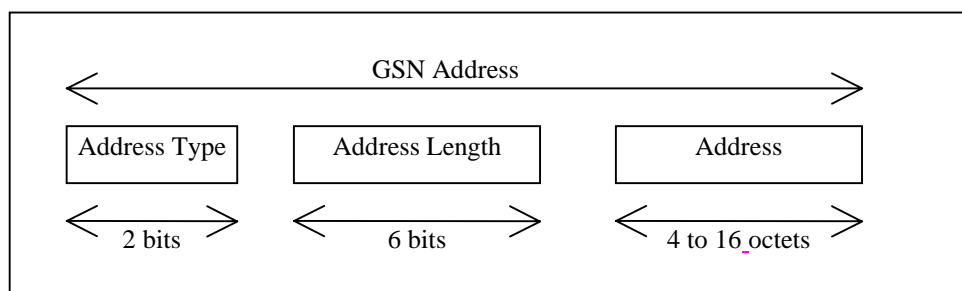 GSN Address
Address Type Address Length Address
2 bits 6 bits 4 to 16 octets